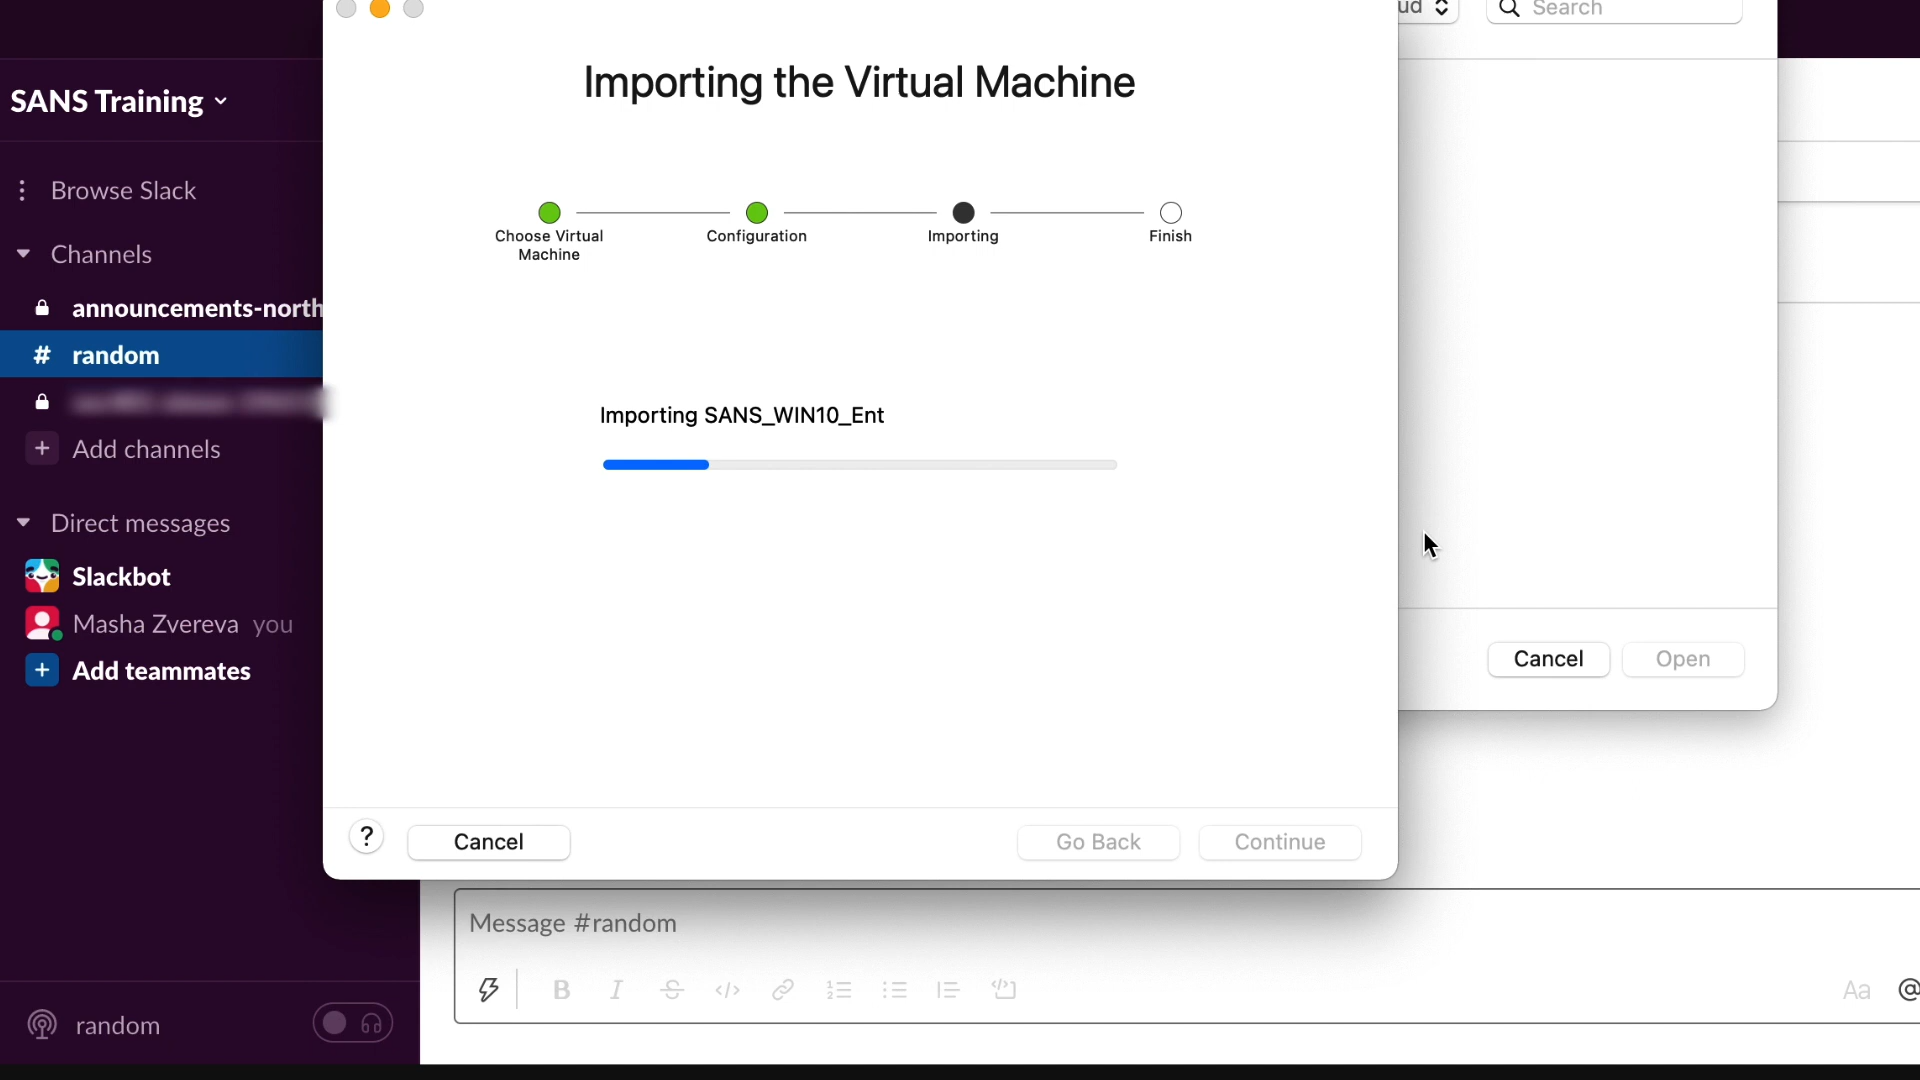 ud
Search
Importing the Virtual Machine
SANS Training
Browse Slack
Channels
announcements-north
# random
Add channels
Direct messages
Slackbot
Masha Zvereva you
Add teammates
random
Choose Virtual
Machine
Configuration
Importing
Finish
Importing SANS_WIN10_Ent
Cancel
Open
?
Cancel
Go Back
Continue
Message #random
B I S </>
Aa @